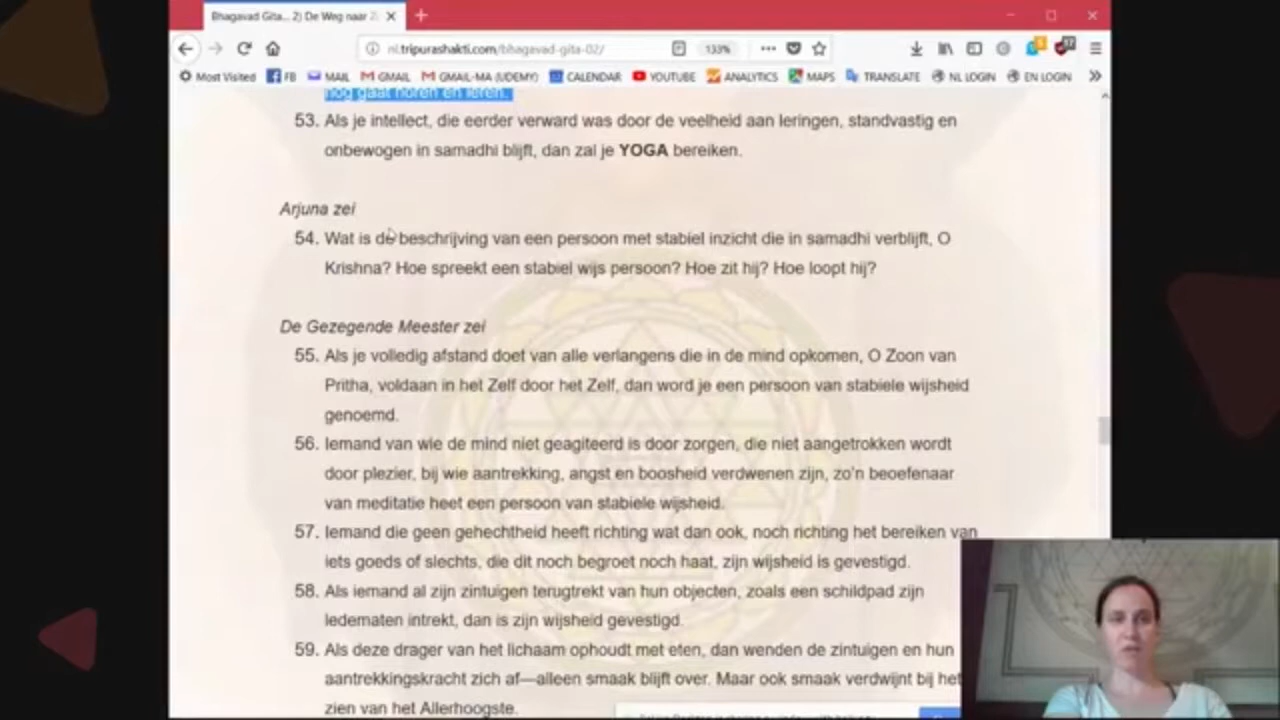 Bhagavad Gita... 2) De Weg naar
nl.tripurashakti.com/bhagavad-gita-02/
133%
Most Visited FB MAIL GMAIL GMAIL-MA (UDEMY) CALENDAR YOUTUBE ANALYTICS MAPS TRANSLATE NL LOGIN EN LOGIN
nog gaat horen en leren.
53. Als je intellect, die eerder verward was door de veelheid aan leringen, standvastig en
onbewogen in samadhi blijft, dan zal je YOGA bereiken.
Arjuna zei
54. Wat is de beschrijving van een persoon met stabiel inzicht die in samadhi verblijft, O
Krishna? Hoe spreekt een stabiel wijs persoon? Hoe zit hij? Hoe loopt hij?
De Gezegende Meester zei
55. Als je volledig afstand doet van alle verlangens die in de mind opkomen, O Zoon van
Pritha, voldaan in het Zelf door het Zelf, dan word je een persoon van stabiele wijsheid
genoemd.
56. Iemand van wie de mind niet geagiteerd is door zorgen, die niet aangetrokken wordt
door plezier, bij wie aantrekking, angst en boosheid verdwenen zijn, zo'n beoefenaar
van meditatie heet een persoon van stabiele wijsheid.
57. Iemand die geen gehechtheid heeft richting wat dan ook, noch richting het bereiken van
iets goeds of slechts, die dit noch begroet noch haat, zijn wijsheid is gevestigd.
58. Als iemand al zijn zintuigen terugtrekt van hun objecten, zoals een schildpad zijn
ledematen intrekt, dan is zijn wijsheid gevestigd.
59. Als deze drager van het lichaam ophoudt met eten, dan wenden de zintuigen en hun
aantrekkingskracht zich af—alleen smaak blijft over. Maar ook smaak verdwijnt bij het
zien van het Allerhoogste.